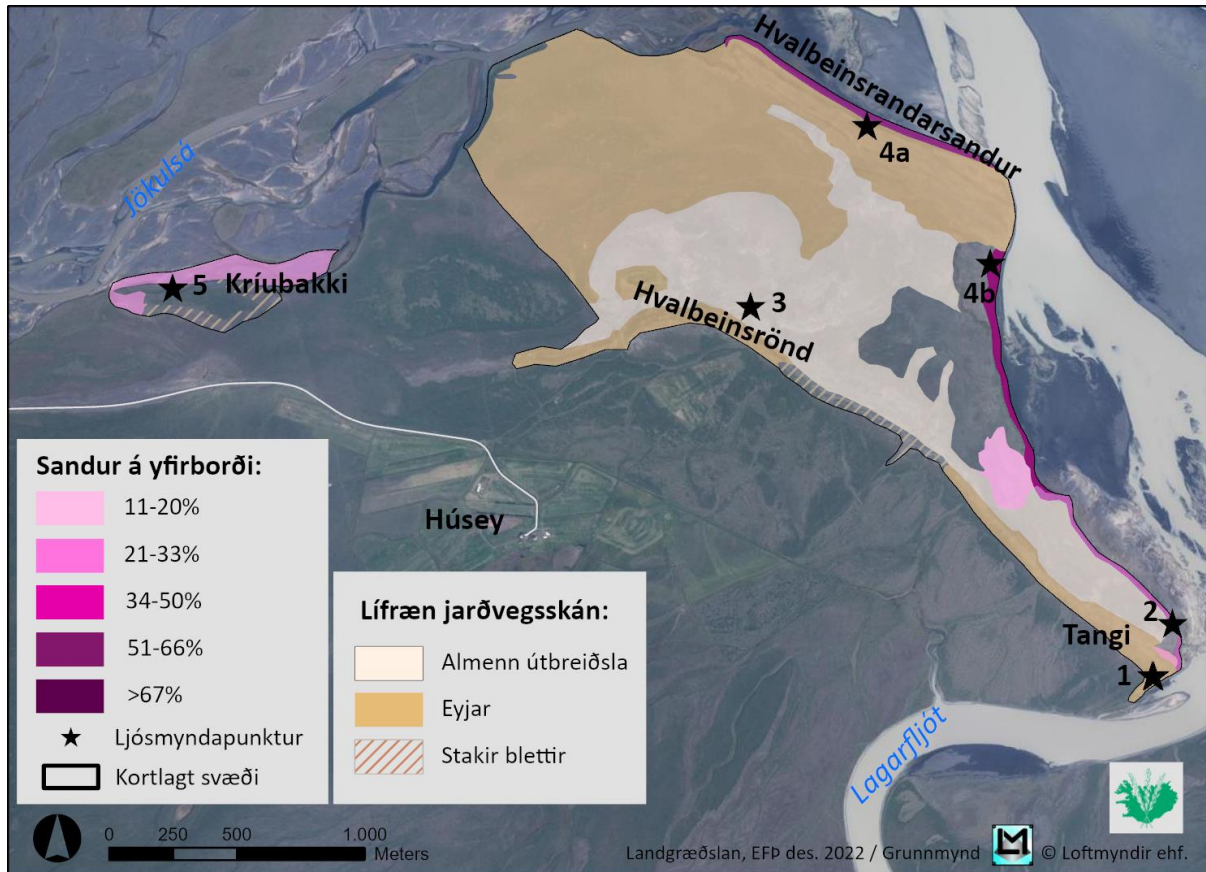 Hvalbeinsrandarsandur
4a
Jökulsá
5
Kríubakki
4b
3
Hvalbeinsrönd
Húsey
2
Tangi
1
Lagarfljót
Sandur á yfirborði:
11-20%
21-33%
34-50%
51-66%
>67%
Ljósmyndapunktur
Kortlagt svæði
Lífræn jarðvegsskán:
Almenn útbreiðsla
Eyjar
Stakir blettir
0 250 500 1.000
Meters
Landgræðslan, EFÞ des. 2022 / Grunnmynd LM © Loftmyndir ehf.